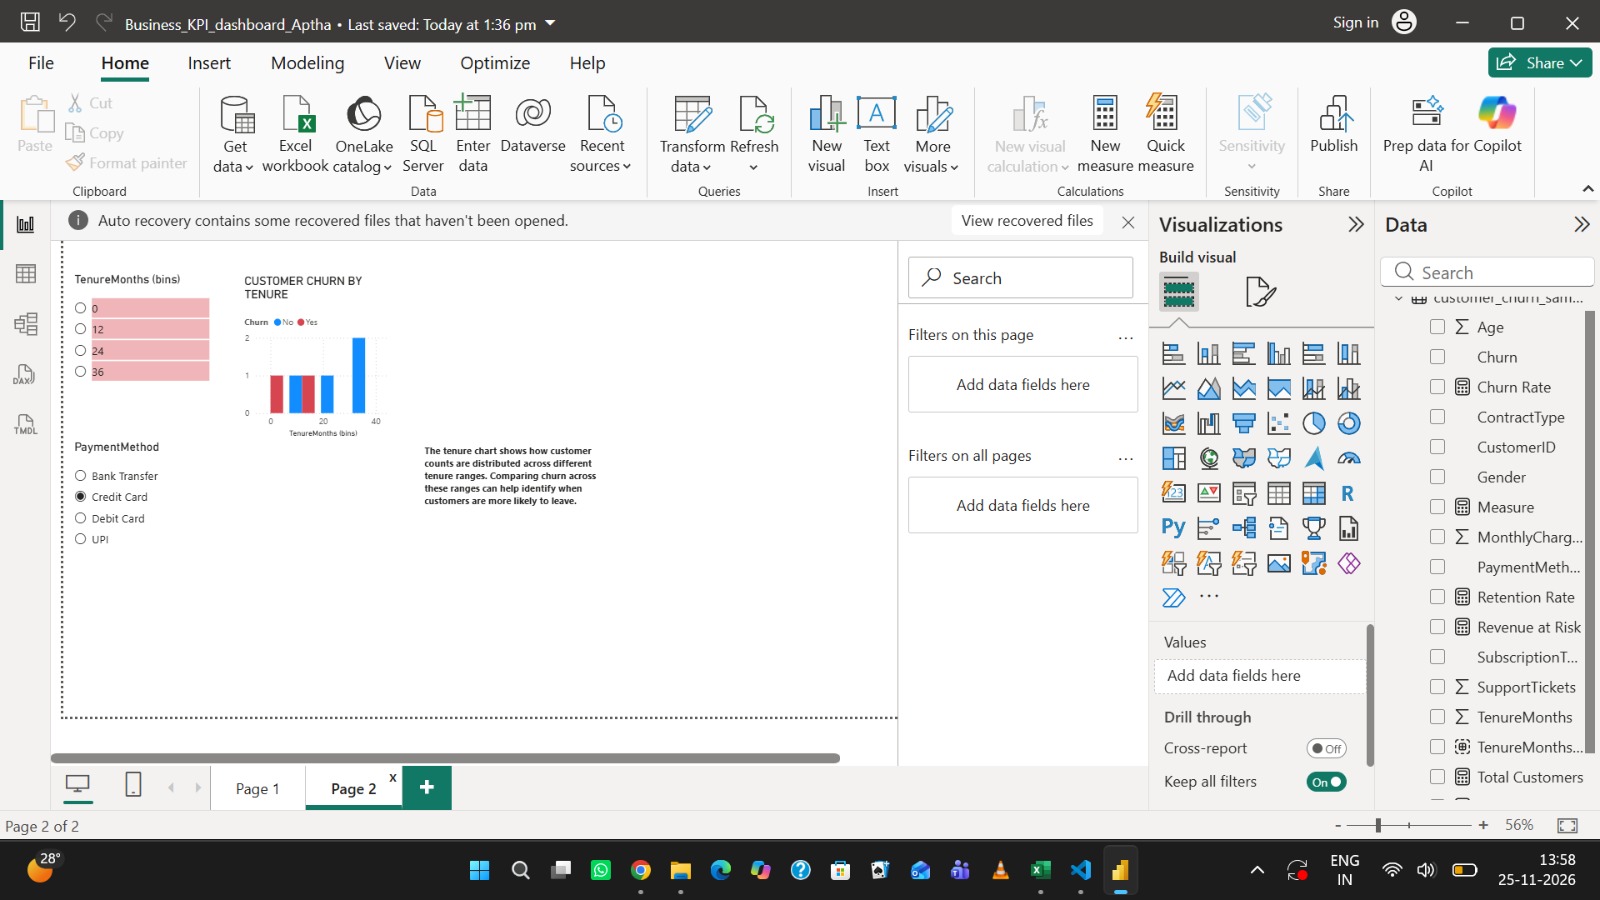 Business_KPI_dashboard_Aptha • Last saved: Today at 1:36 pm
Sign in
File
Home
Insert
Modeling
View
Optimize
Help
Share
Paste
Cut
Copy
Format painter
Clipboard
Get data
Excel workbook
OneLake catalog
SQL Server
Enter data
Dataverse
Recent sources
Data
Transform data
Refresh
Queries
New visual
A
Text box
More visuals
Insert
New visual calculation
New measure
Quick measure
Calculations
Sensitivity
Sensitivity
Publish
Share
Prep data for AI
Copilot
Copilot
Auto recovery contains some recovered files that haven't been opened.
View recovered files
DAX
TMDL
TenureMonths (bins)
0
12
24
36
PaymentMethod
Bank Transfer
Credit Card
Debit Card
UPI
CUSTOMER CHURN BY
TENURE
Churn No Yes
2
1
0
0 20 40
TenureMonths (bins)
The tenure chart shows how customer
counts are distributed across different
tenure ranges. Comparing churn across
these ranges can help identify when
customers are more likely to leave.
Search
Filters on this page ...
Add data fields here
Filters on all pages ...
Add data fields here
Visualizations
Build visual
123
R
Py
...
Values
Add data fields here
Drill through
Cross-report Off
Keep all filters On
Data
Search
customer_churn_sam...
Age
Churn
Churn Rate
ContractType
CustomerID
Gender
Measure
MonthlyCharg...
PaymentMeth...
Retention Rate
Revenue at Risk
SubscriptionT...
SupportTickets
TenureMonths
TenureMonths...
Total Customers
Page 1
Page 2 x
+
Page 2 of 2
- + 56%
28°
ENG
IN
13:58
25-11-2026